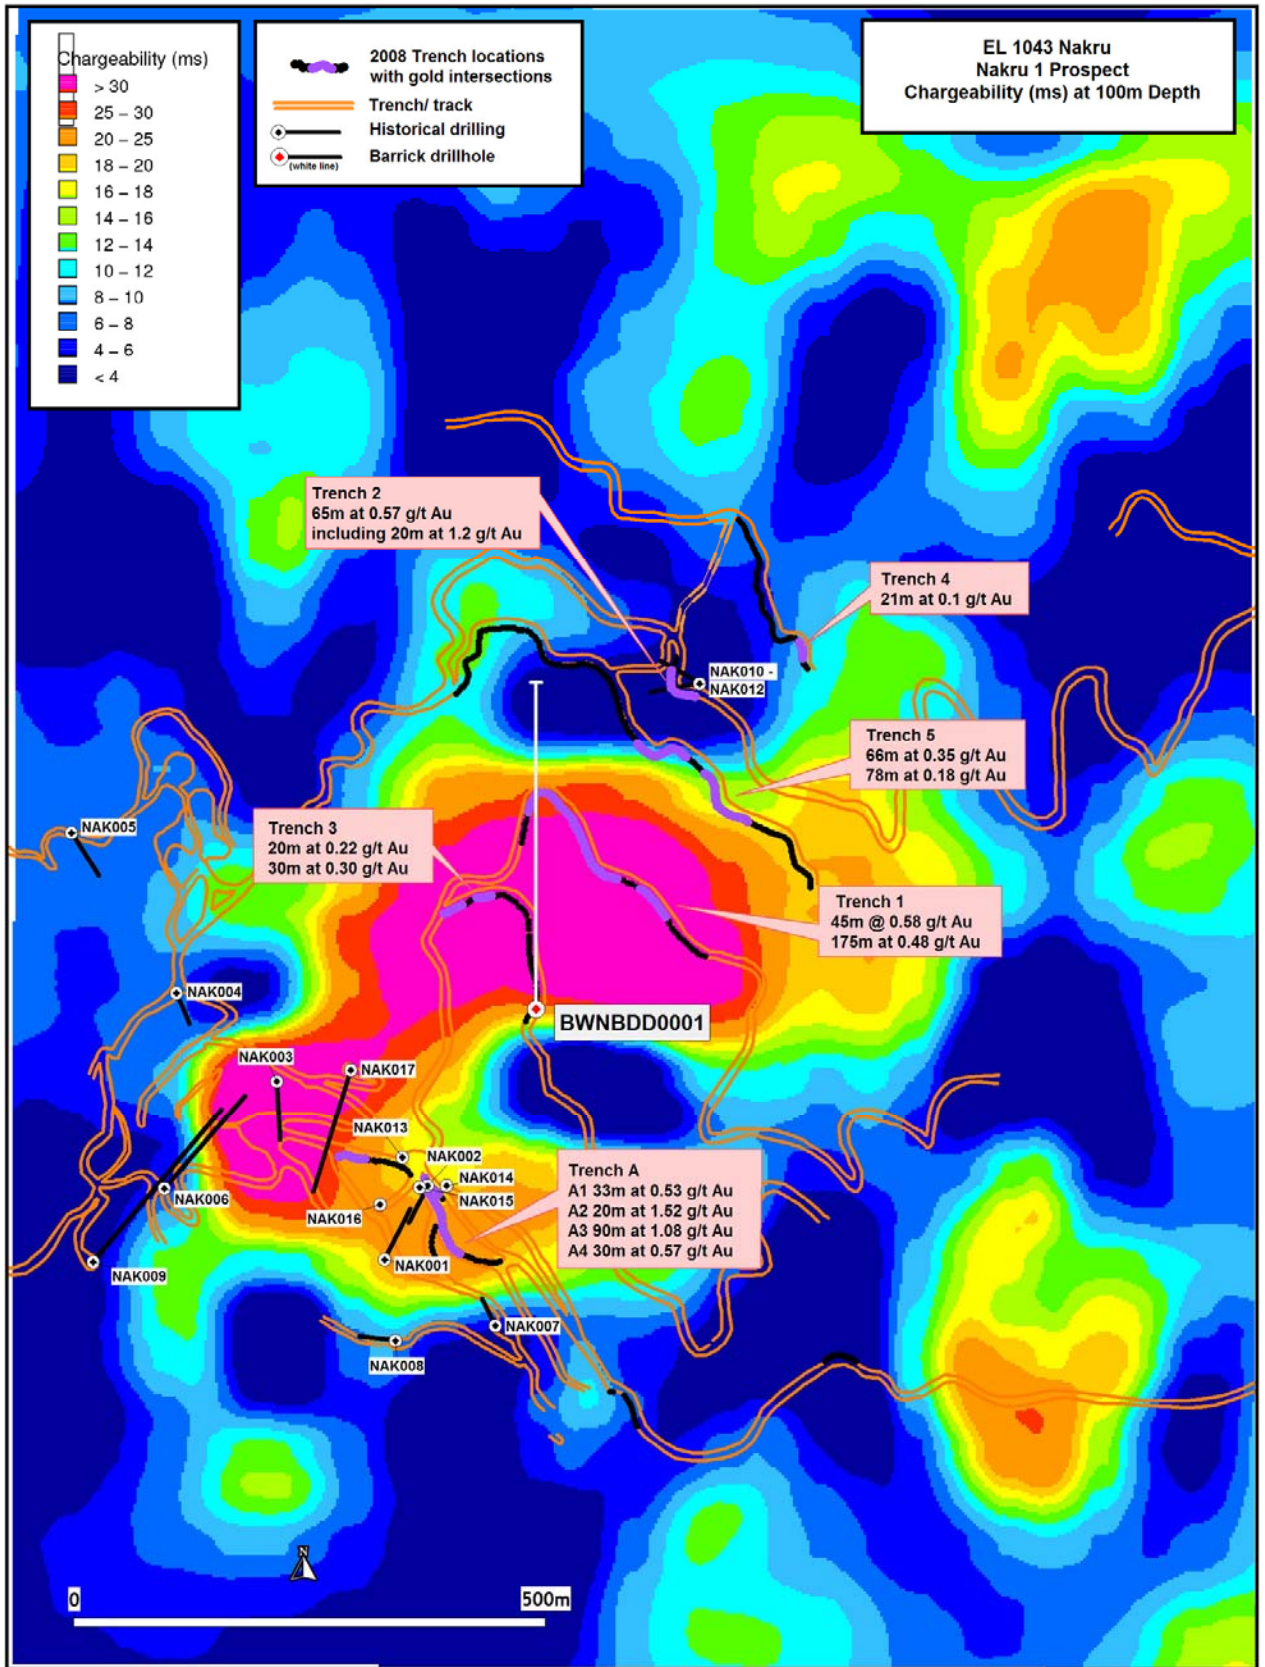 Chargeability (ms)
> 30
25 – 30
20 – 25
18 – 20
16 – 18
14 – 16
12 – 14
10 – 12
8 – 10
6 – 8
4 – 6
< 4
2008 Trench locations
with gold intersections
Trench/ track
Historical drilling
Barrick drillhole
(white line)
EL 1043 Nakru
Nakru 1 Prospect
Chargeability (ms) at 100m Depth
Trench 2
65m at 0.57 g/t Au
including 20m at 1.2 g/t Au
Trench 4
21m at 0.1 g/t Au
NAK010 -
NAK012
Trench 5
66m at 0.35 g/t Au
78m at 0.18 g/t Au
NAK005
Trench 3
20m at 0.22 g/t Au
30m at 0.30 g/t Au
Trench 1
45m @ 0.58 g/t Au
175m at 0.48 g/t Au
NAK004
BWNBDD0001
NAK003
NAK017
NAK013
NAK002
NAK014
NAK015
NAK006
NAK016
Trench A
A1 33m at 0.53 g/t Au
A2 20m at 1.52 g/t Au
A3 90m at 1.08 g/t Au
A4 30m at 0.57 g/t Au
NAK009
NAK001
NAK007
NAK008
N
0
500m